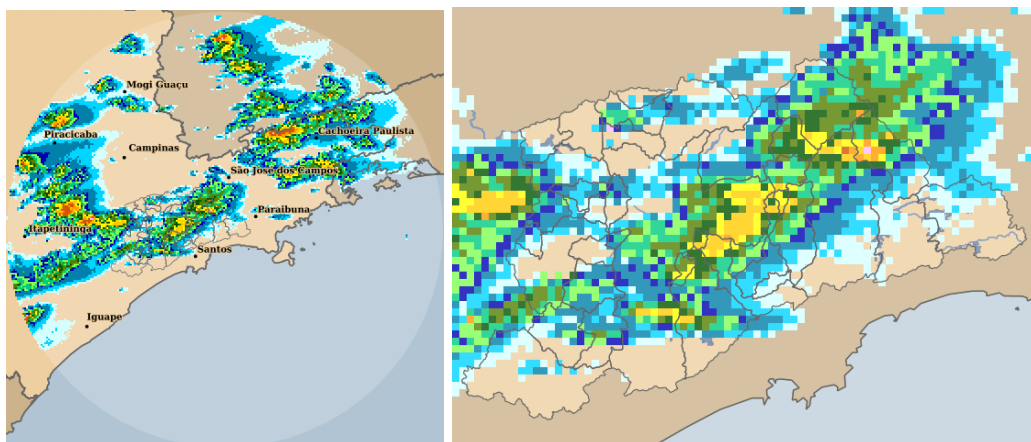 Mogi Guaçu
Piracicaba
Cachoeira Paulista
Campinas
São José dos Campos
Paraibuna
Itapetininga
Santos
Iguape